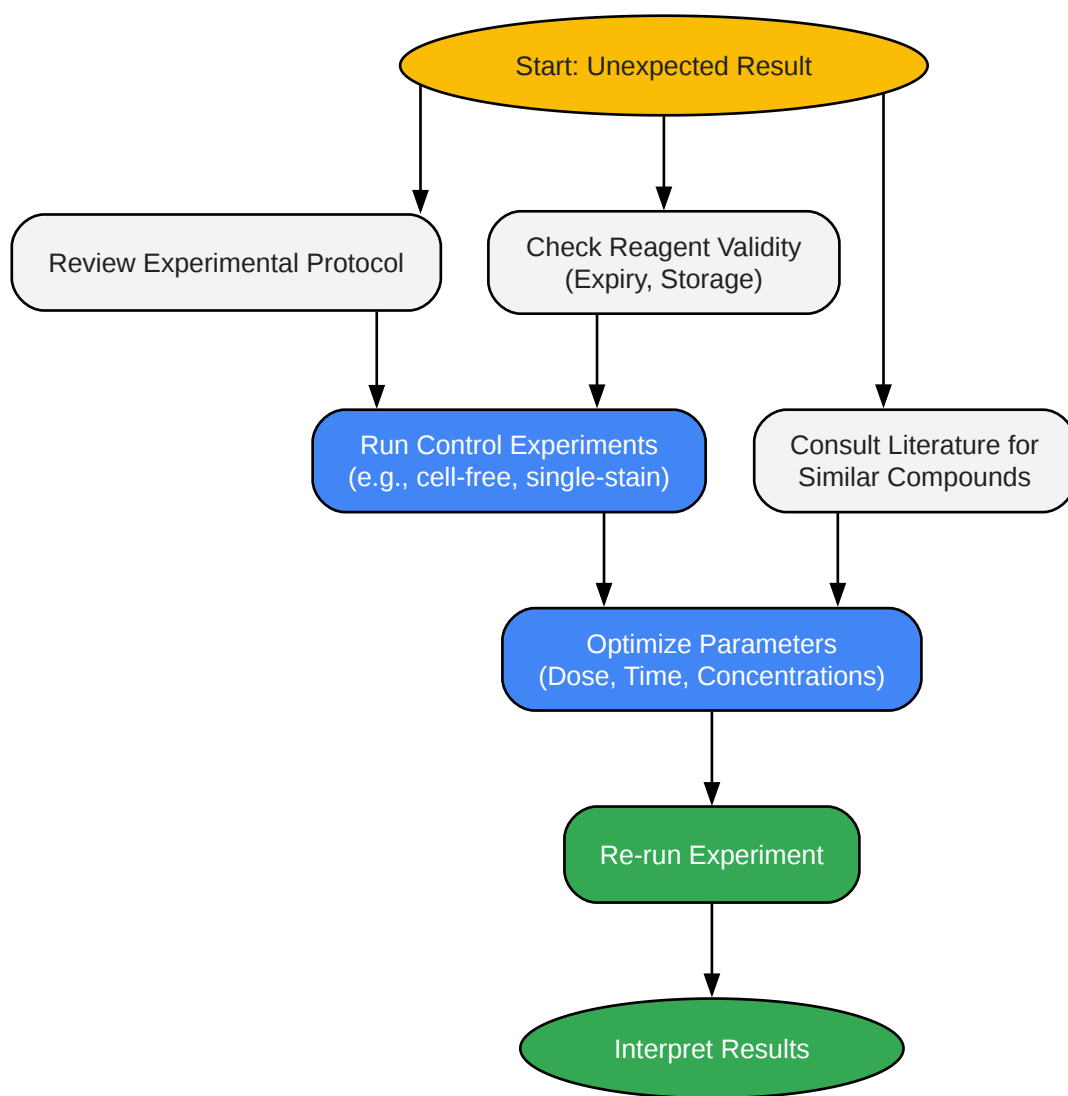 Start: Unexpected Result
Review Experimental Protocol
Check Reagent Validity
(Expiry, Storage)
Run Control Experiments
(e.g., cell-free, single-stain)
Consult Literature for
Similar Compounds
Optimize Parameters
(Dose, Time, Concentrations)
Re-run Experiment
Interpret Results